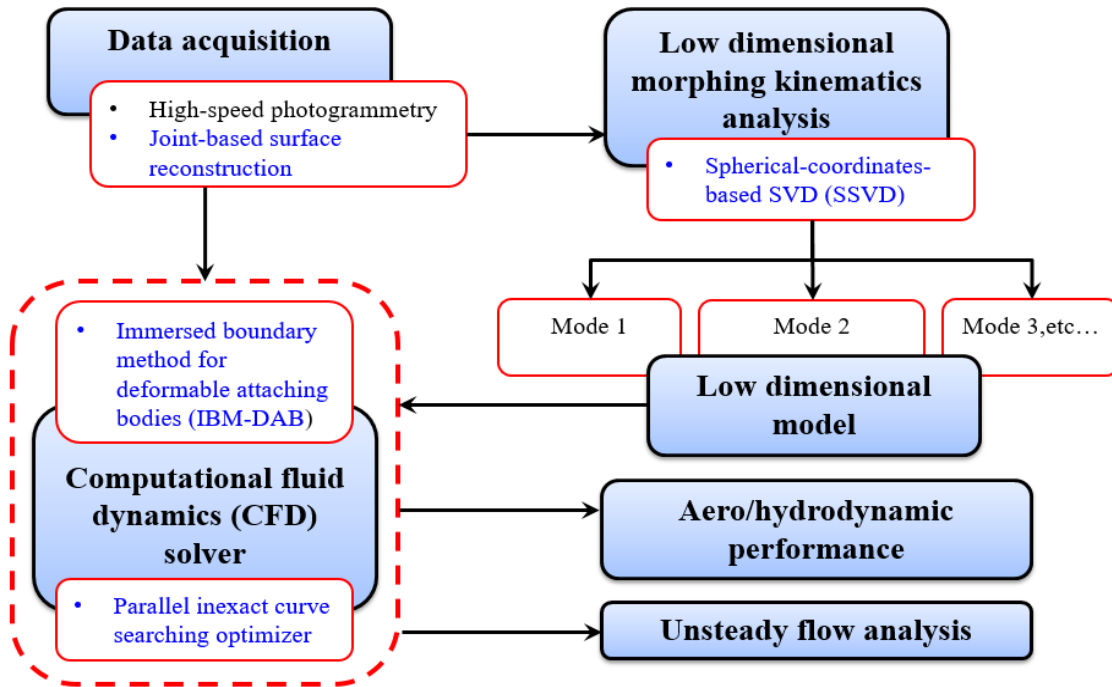 Data acquisition
• High-speed photogrammetry
• Joint-based surface
reconstruction
Low dimensional
morphing kinematics
analysis
• Spherical-coordinates-
based SVD (SSVD)
Mode 1
Mode 2
Mode 3,etc…
Low dimensional
model
• Immersed boundary
method for
deformable attaching
bodies (IBM-DAB)
Computational fluid
dynamics (CFD)
solver
• Parallel inexact curve
searching optimizer
Aero/hydrodynamic
performance
Unsteady flow analysis